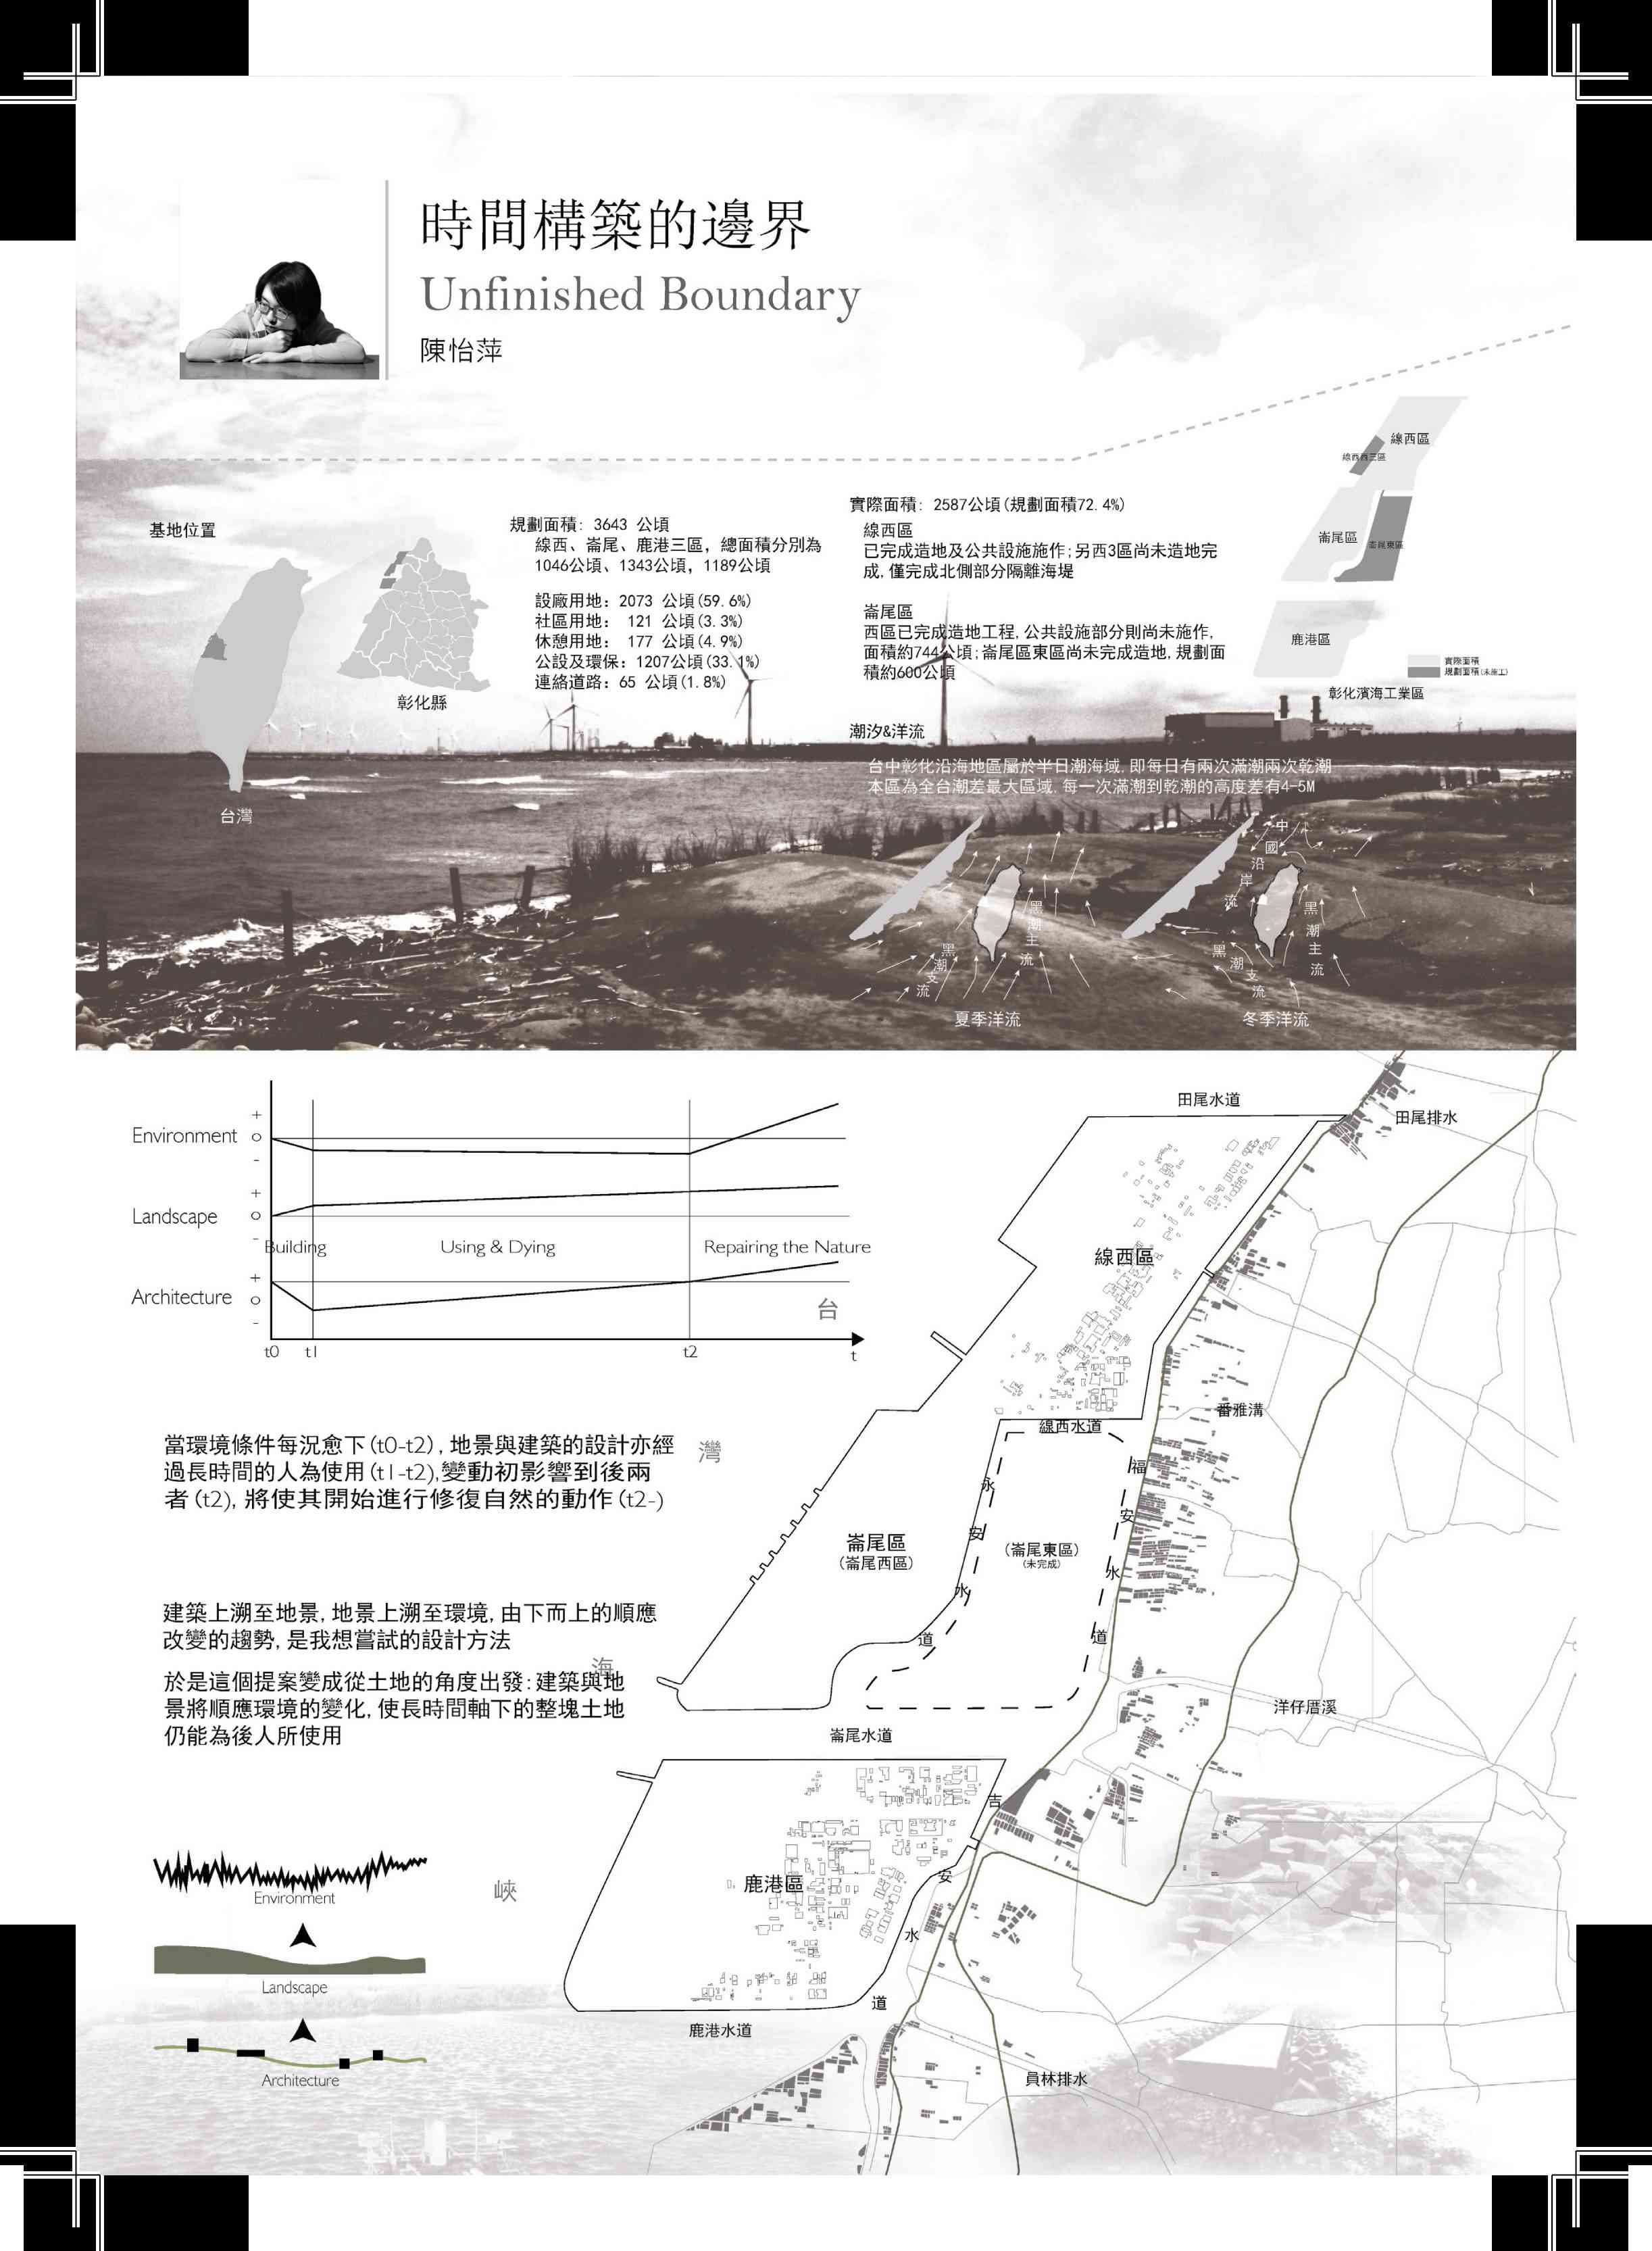 時間構築的邊界
Unfinished Boundary
陳怡萍
基地位置
台灣
彰化縣
規劃面積: 3643 公頃
線西、崙尾、鹿港三區, 總面積分別為
1046公頃、1343公頃, 1189公頃
設廠用地: 2073 公頃(59.6%)
社區用地: 121 公頃(3.3%)
休憩用地: 177 公頃(4.9%)
公設及環保: 1207公頃(33.1%)
連絡道路: 65 公頃(1.8%)
實際面積: 2587公頃(規劃面積72.4%)
線西區
已完成造地及公共設施施作;另西3區尚未造地完
成, 僅完成北側部分隔離海堤
崙尾區
西區已完成造地工程, 公共設施部分則尚未施作,
面積約744公頃;崙尾區東區尚未完成造地, 規劃面
積約600公頃
線西區
線西西三區
崙尾區
崙尾東區
鹿港區
實際面積
規劃面積(未施工)
彰化濱海工業區
潮汐&洋流
台中彰化沿海地區屬於半日潮海域, 即每日有兩次滿潮兩次乾潮
本區為全台潮差最大區域, 每一次滿潮到乾潮的高度差有4-5M
黑潮主流
黑潮支流
夏季洋流
中國沿岸流
黑潮主流
黑潮支流
冬季洋流
Environment
+
o
-
Landscape
+
o
-
Building
Using & Dying
Repairing the Nature
Architecture
+
o
-
t0
t1
t2
t
當環境條件每況愈下(t0-t2), 地景與建築的設計亦經
過長時間的人為使用(t1-t2),變動初影響到後兩
者(t2), 將使其開始進行修復自然的動作(t2-)
建築上溯至地景, 地景上溯至環境, 由下而上的順應
改變的趨勢, 是我想嘗試的設計方法
於是這個提案變成從土地的角度出發:建築與地
景將順應環境的變化, 使長時間軸下的整塊土地
仍能為後人所使用
Environment
Landscape
Architecture
台灣海峽
田尾水道
田尾排水
線西區
番雅溝
線西水道
永安水道
福安水道
崙尾區
(崙尾西區)
(崙尾東區)
(未完成)
洋仔厝溪
崙尾水道
吉安水道
鹿港區
鹿港水道
員林排水